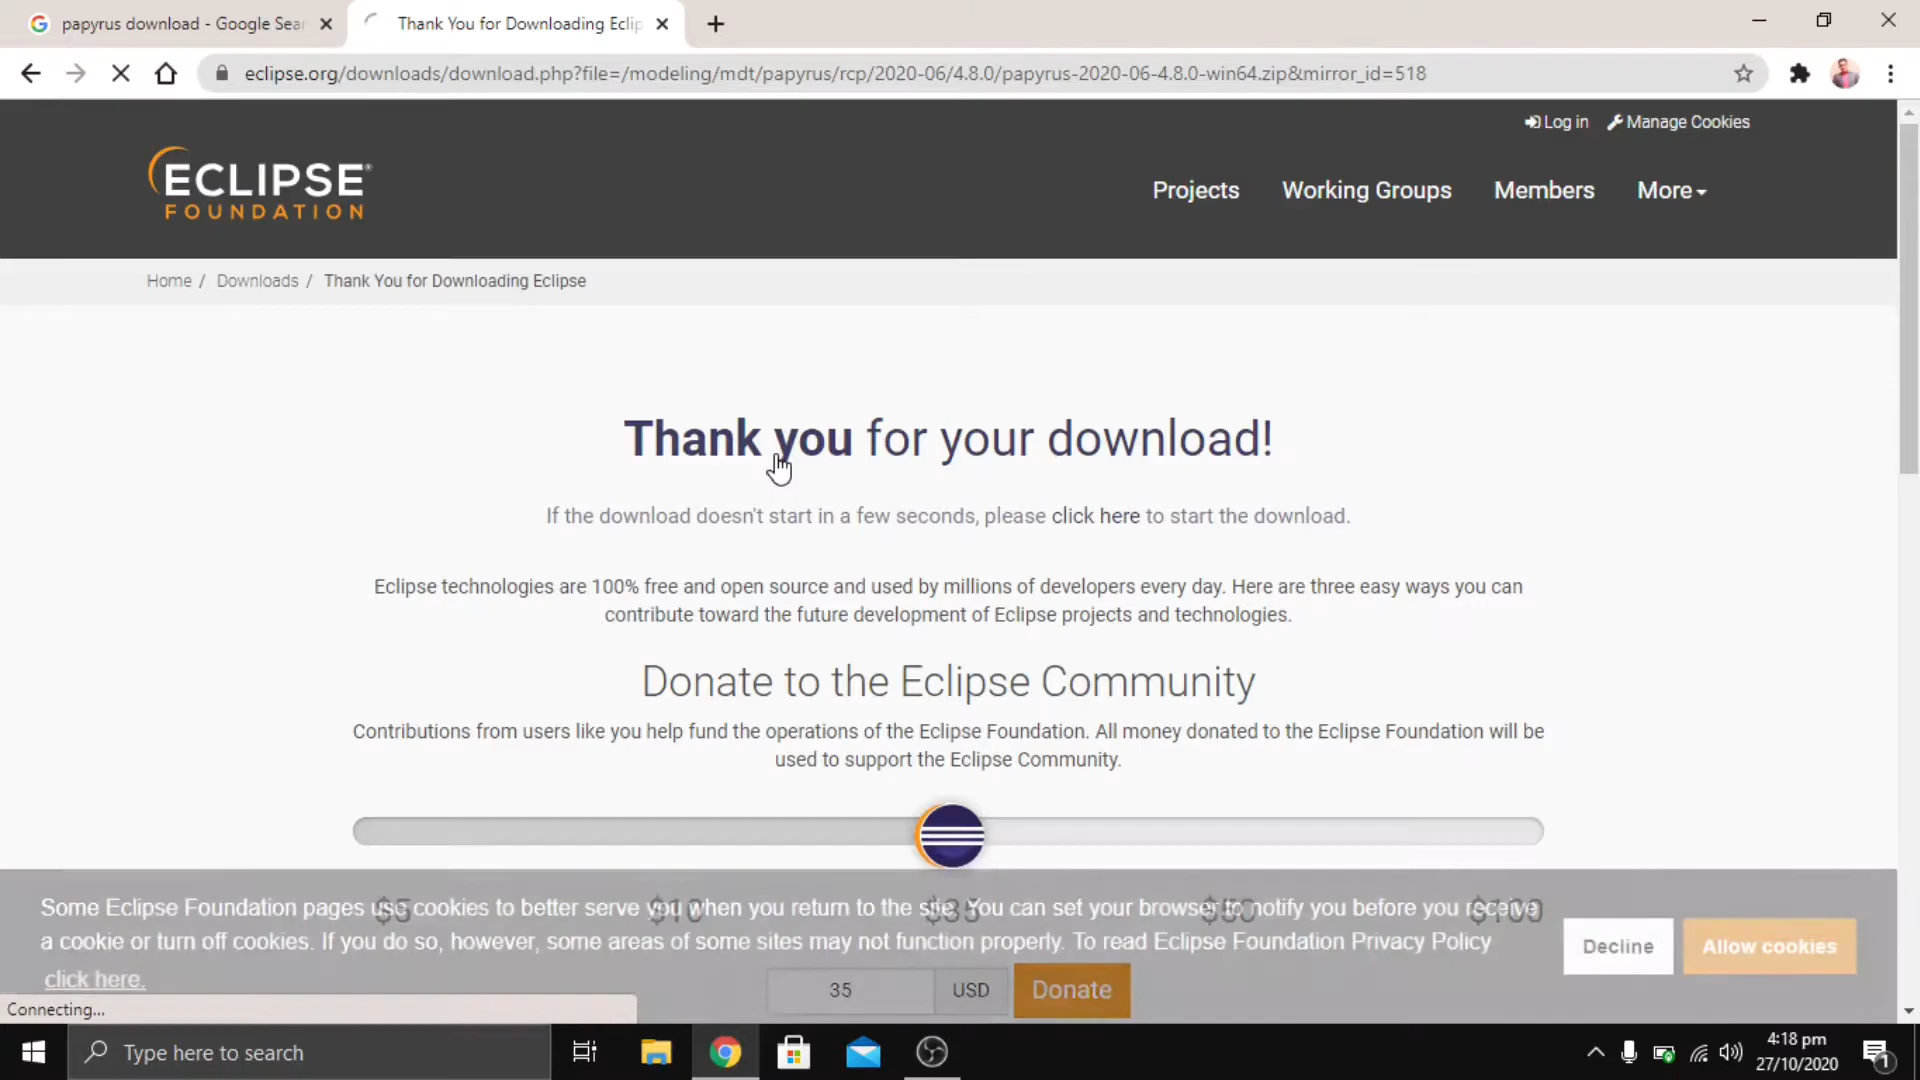 papyrus download - Google Sear
Thank You for Downloading Eclip
eclipse.org/downloads/download.php?file=/modeling/mdt/papyrus/rcp/2020-06/4.8.0/papyrus-2020-06-4.8.0-win64.zip&mirror_id=518
Log in Manage Cookies
ECLIPSE®
FOUNDATION
Projects Working Groups Members More
Home / Downloads / Thank You for Downloading Eclipse
Thank you for your download!
If the download doesn't start in a few seconds, please click here to start the download.
Eclipse technologies are 100% free and open source and used by millions of developers every day. Here are three easy ways you can
contribute toward the future development of Eclipse projects and technologies.
Donate to the Eclipse Community
Contributions from users like you help fund the operations of the Eclipse Foundation. All money donated to the Eclipse Foundation will be
used to support the Eclipse Community.
$5 $10 $35 $50 $100
Some Eclipse Foundation pages use cookies to better serve you when you return to the site. You can set your browser to notify you before you receive
a cookie or turn off cookies. If you do so, however, some areas of some sites may not function properly. To read Eclipse Foundation Privacy Policy
click here.
Decline Allow cookies
35 USD Donate
Connecting...
Type here to search
4:18 pm
27/10/2020
1